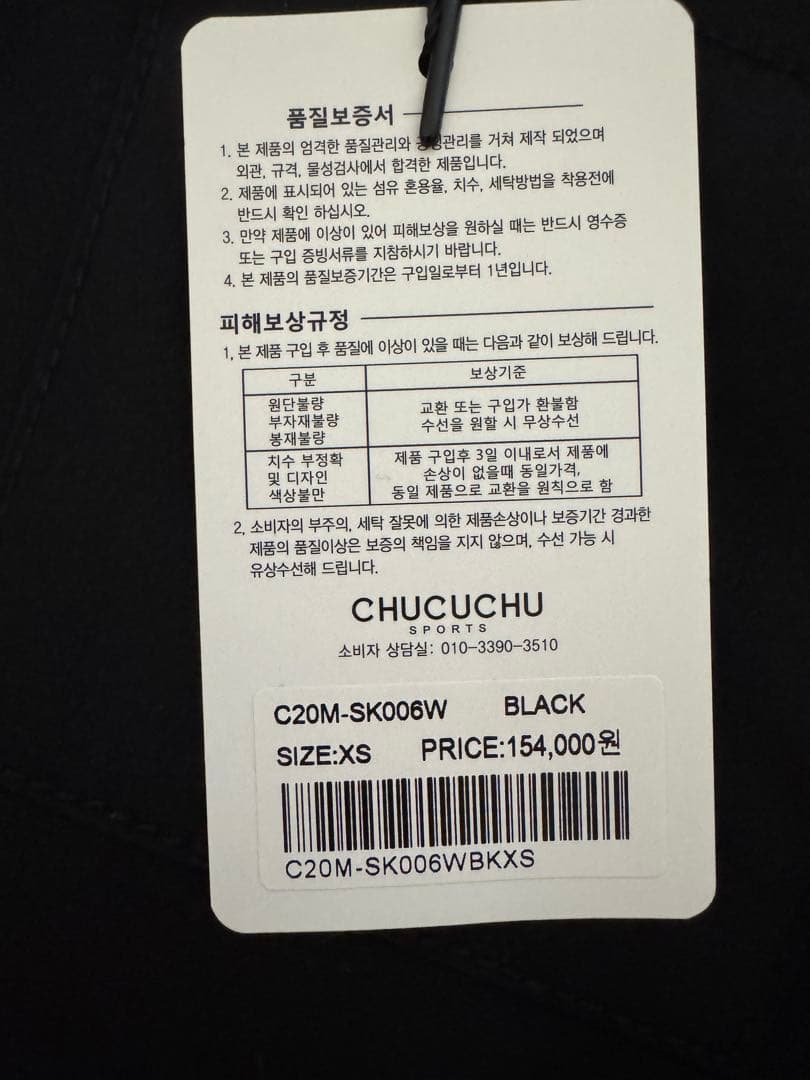 품질보증서
1. 본 제품의 엄격한 품질관리와 공정관리를 거쳐 제작 되었으며
외관, 규격, 물성검사에서 합격한 제품입니다.
2. 제품에 표시되어 있는 섬유 혼용율, 치수, 세탁방법을 착용전에
반드시 확인 하십시오.
3. 만약 제품에 이상이 있어 피해보상을 원하실 때는 반드시 영수증
또는 구입 증빙서류를 지참하시기 바랍니다.
4. 본 제품의 품질보증기간은 구입일로부터 1년입니다.
피해보상규정
1. 본 제품 구입 후 품질에 이상이 있을 때는 다음과 같이 보상해 드립니다.
구분 보상기준
원단불량
부자재불량
봉재불량
교환 또는 구입가 환불함
수선을 원할 시 무상수선
치수 부정확
및 디자인
색상불만
제품 구입후 3일 이내로서 제품에
손상이 없을때 동일가격,
동일 제품으로 교환을 원칙으로 함
2. 소비자의 부주의, 세탁 잘못에 의한 제품손상이나 보증기간 경과한
제품의 품질이상은 보증의 책임을 지지 않으며, 수선 가능 시
유상수선해 드립니다.
CHUCUCHU
SPORTS
소비자 상담실: 010-3390-3510
C20M-SK006W BLACK
SIZE:XS PRICE:154,000원
C20M-SK006WBKXS